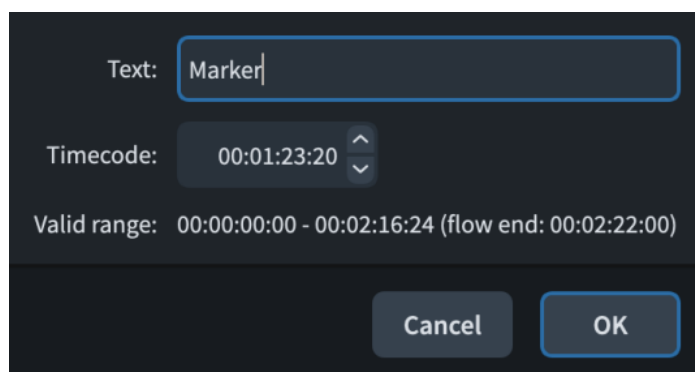 Text: Marker
Timecode: 00:01:23:20
Valid range: 00:00:00:00 - 00:02:16:24 (flow end: 00:02:22:00)
Cancel OK